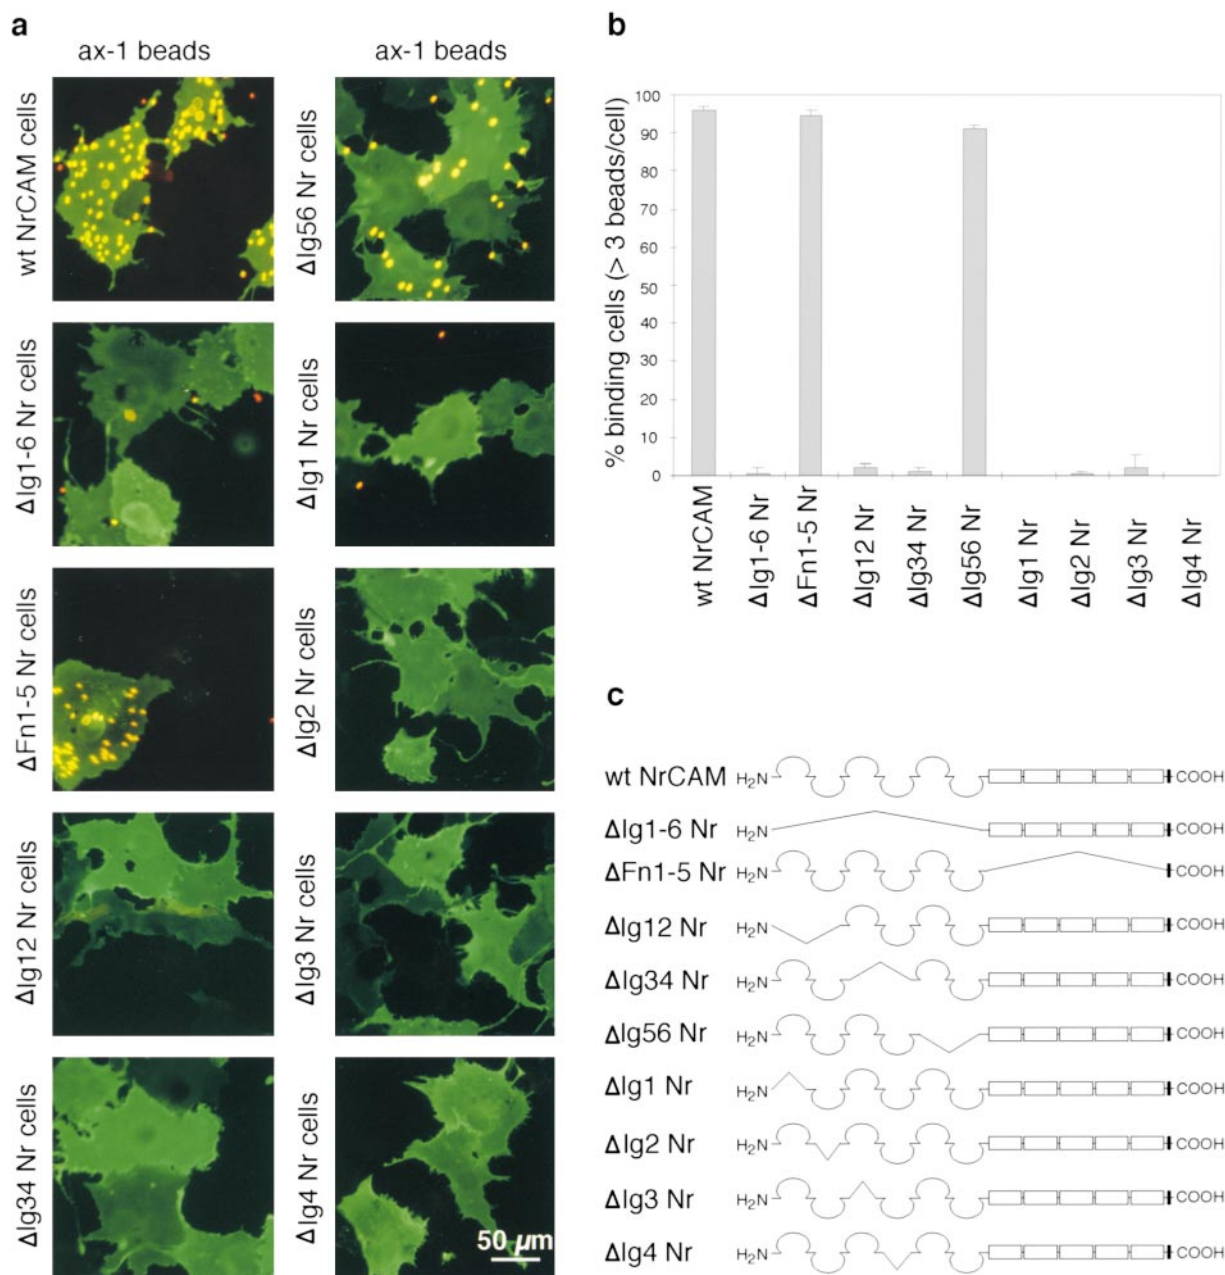 a
ax-1 beads
ax-1 beads
wt NrCAM cells
ΔIg56 Nr cells
ΔIg1-6 Nr cells
ΔIg1 Nr cells
ΔFn1-5 Nr cells
ΔIg2 Nr cells
ΔIg12 Nr cells
ΔIg3 Nr cells
ΔIg34 Nr cells
ΔIg4 Nr cells
50 μm
b
% binding cells (> 3 beads/cell)
100
90
80
70
60
50
40
30
20
10
0
wt NrCAM
ΔIg1-6 Nr
ΔFn1-5 Nr
ΔIg12 Nr
ΔIg34 Nr
ΔIg56 Nr
ΔIg1 Nr
ΔIg2 Nr
ΔIg3 Nr
ΔIg4 Nr
c
wt NrCAM H₂N COOH
ΔIg1-6 Nr H₂N COOH
ΔFn1-5 Nr H₂N COOH
ΔIg12 Nr H₂N COOH
ΔIg34 Nr H₂N COOH
ΔIg56 Nr H₂N COOH
ΔIg1 Nr H₂N COOH
ΔIg2 Nr H₂N COOH
ΔIg3 Nr H₂N COOH
ΔIg4 Nr H₂N COOH